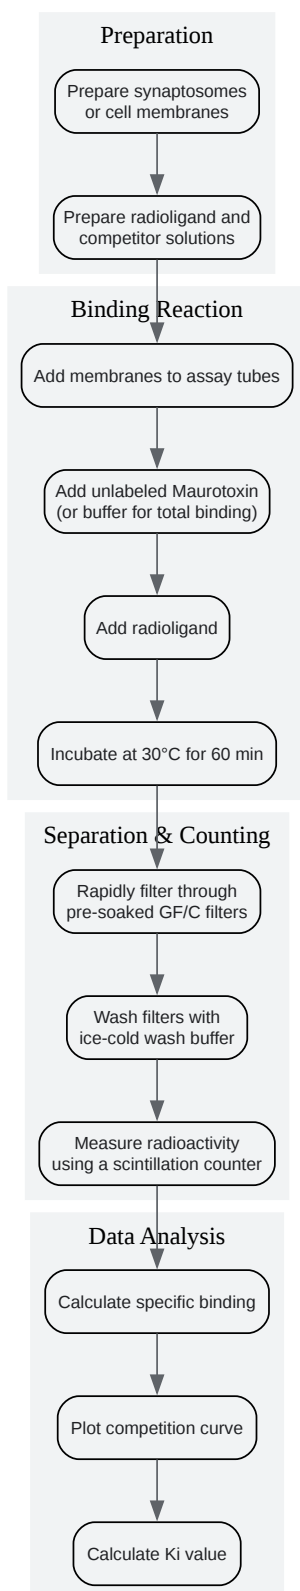 Preparation
Prepare synaptosomes
or cell membranes
Prepare radioligand and
competitor solutions
Binding Reaction
Add membranes to assay tubes
Add unlabeled Maurotoxin
(or buffer for total binding)
Add radioligand
Incubate at 30°C for 60 min
Separation & Counting
Rapidly filter through
pre-soaked GF/C filters
Wash filters with
ice-cold wash buffer
Measure radioactivity
using a scintillation counter
Data Analysis
Calculate specific binding
Plot competition curve
Calculate Ki value